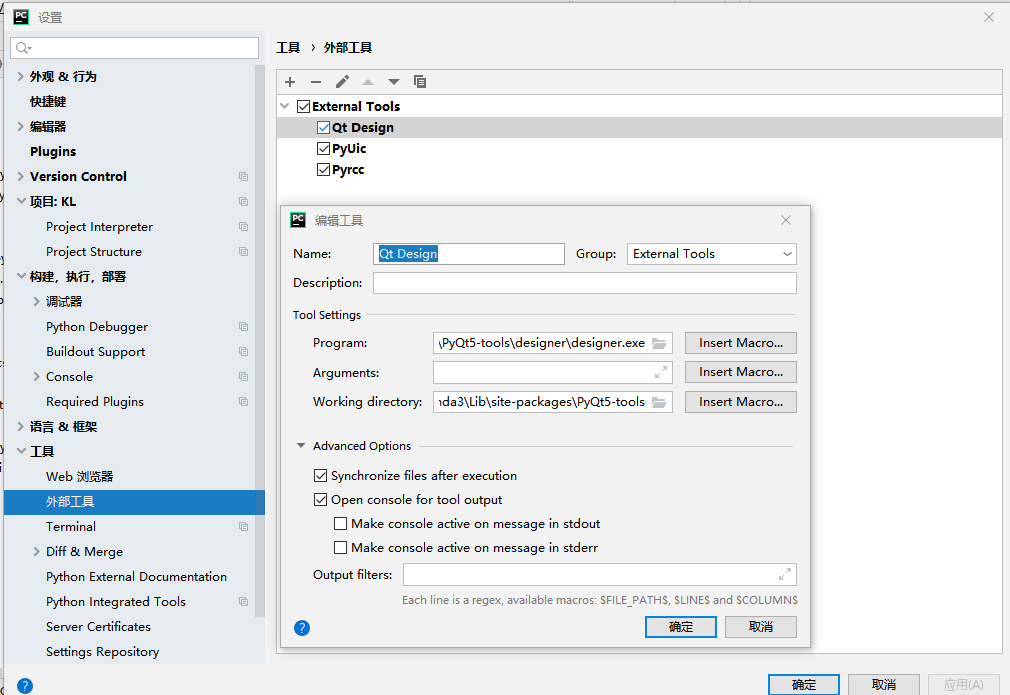 PC 设置
工具 › 外部工具
外观 & 行为
快捷键
编辑器
Plugins
Version Control
项目: KL
Project Interpreter
Project Structure
构建，执行，部署
调试器
Python Debugger
Buildout Support
Console
Required Plugins
语言 & 框架
工具
Web 浏览器
外部工具
Terminal
Diff & Merge
Python External Documentation
Python Integrated Tools
Server Certificates
Settings Repository
External Tools
Qt Design
PyUic
Pyrcc
PC 编辑工具
Name: Qt Design Group: External Tools
Description:
Tool Settings
Program: \PyQt5-tools\designer\designer.exe Insert Macro...
Arguments: Insert Macro...
Working directory: da3\Lib\site-packages\PyQt5-tools Insert Macro...
Advanced Options
Synchronize files after execution
Open console for tool output
Make console active on message in stdout
Make console active on message in stderr
Output filters:
Each line is a regex, available macros: $FILE_PATH$, $LINE$ and $COLUMN$
? 确定 取消
? 确定 取消 应用(A)